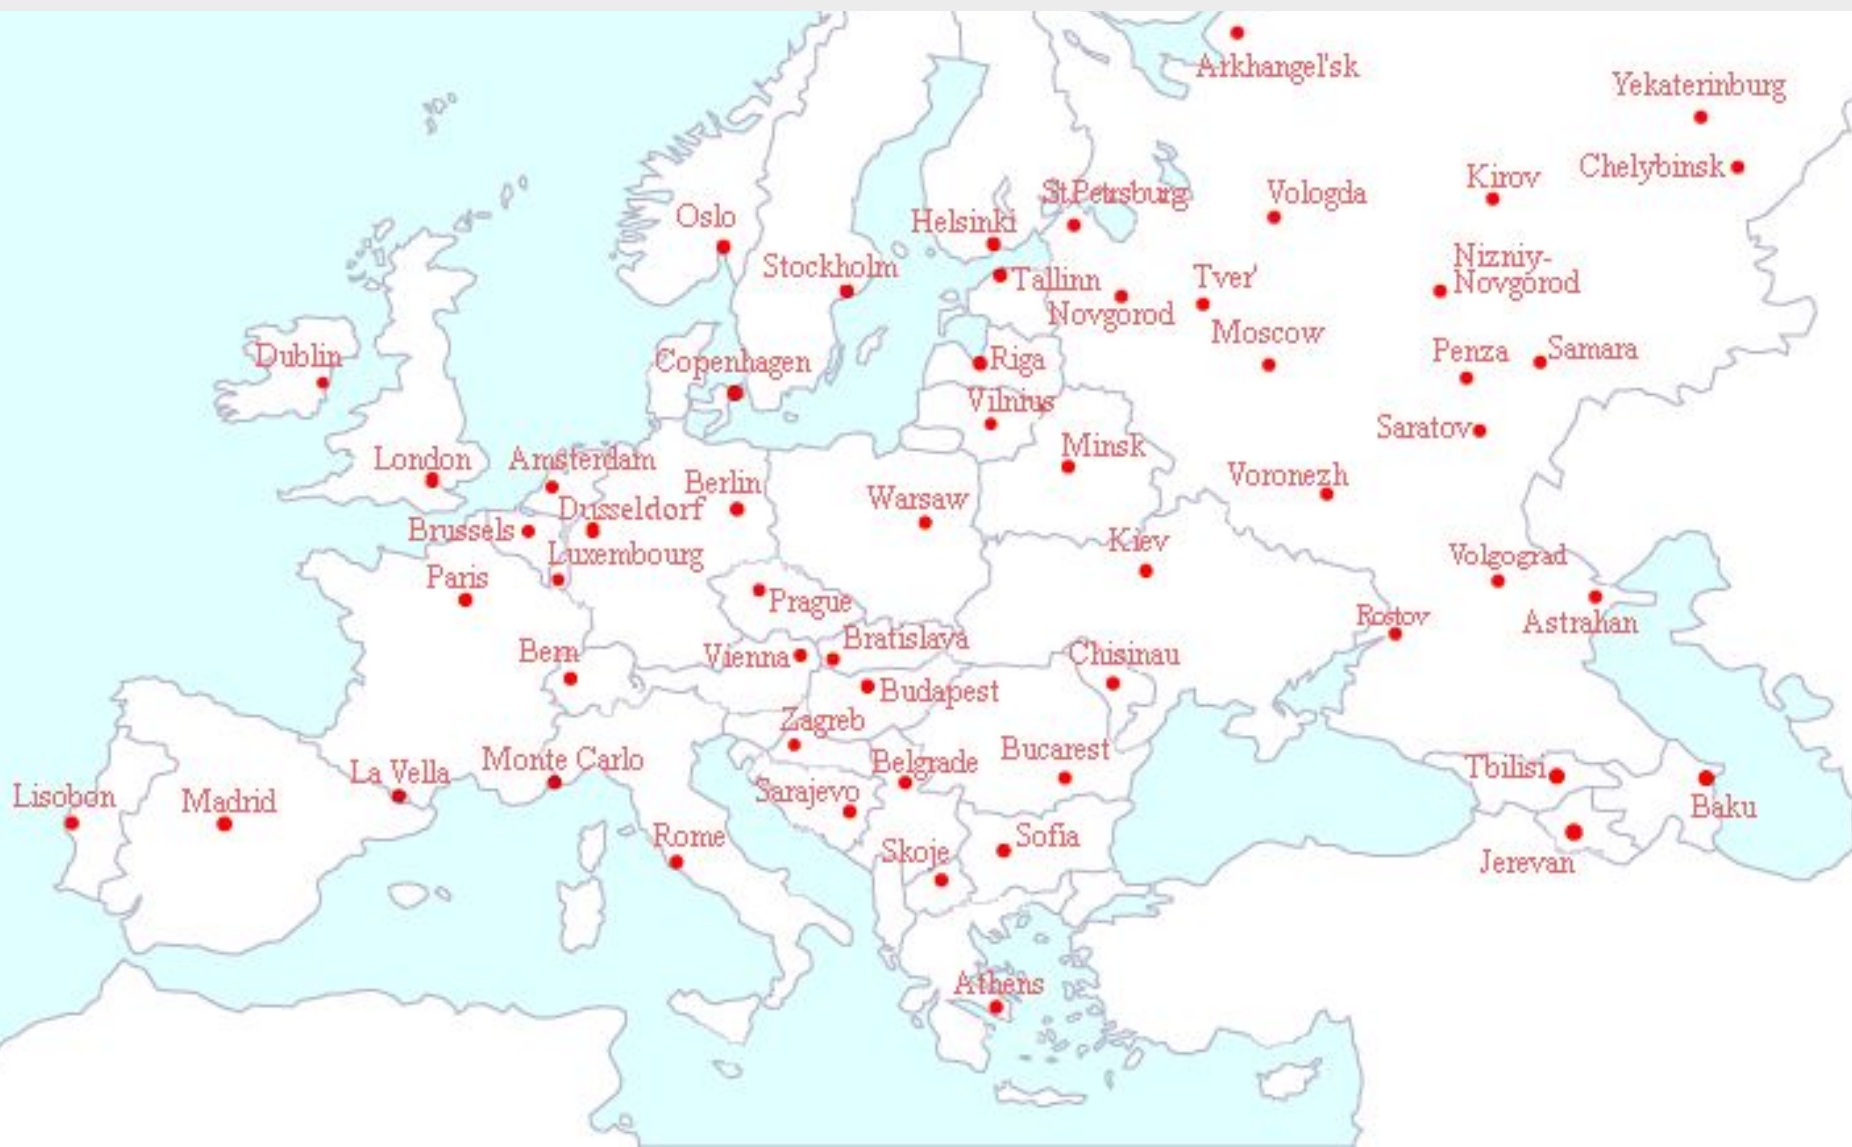 Arkhangel'sk
Yekaterinburg
Chelybinsk
Kirov
Vologda
St.Petersburg
Oslo
Helsinki
Stockholm
Tallinn
Novgorod
Tver'
Nizniy-
Novgorod
Moscow
Dublin
Copenhagen
Riga
Penza
Samara
Vilnius
Saratov
London
Amsterdam
Minsk
Berlin
Voronezh
Warsaw
Dusseldorf
Brussels
Kiev
Luxembourg
Volgograd
Paris
Prague
Rostov
Astrahan
Bern
Vienna
Bratislava
Chisinau
Budapest
Zagreb
Monte Carlo
Belgrade
Bucarest
La Vella
Tbilisi
Lisobon
Madrid
Sarajevo
Baku
Rome
Skoje
Sofia
Jerevan
Athens